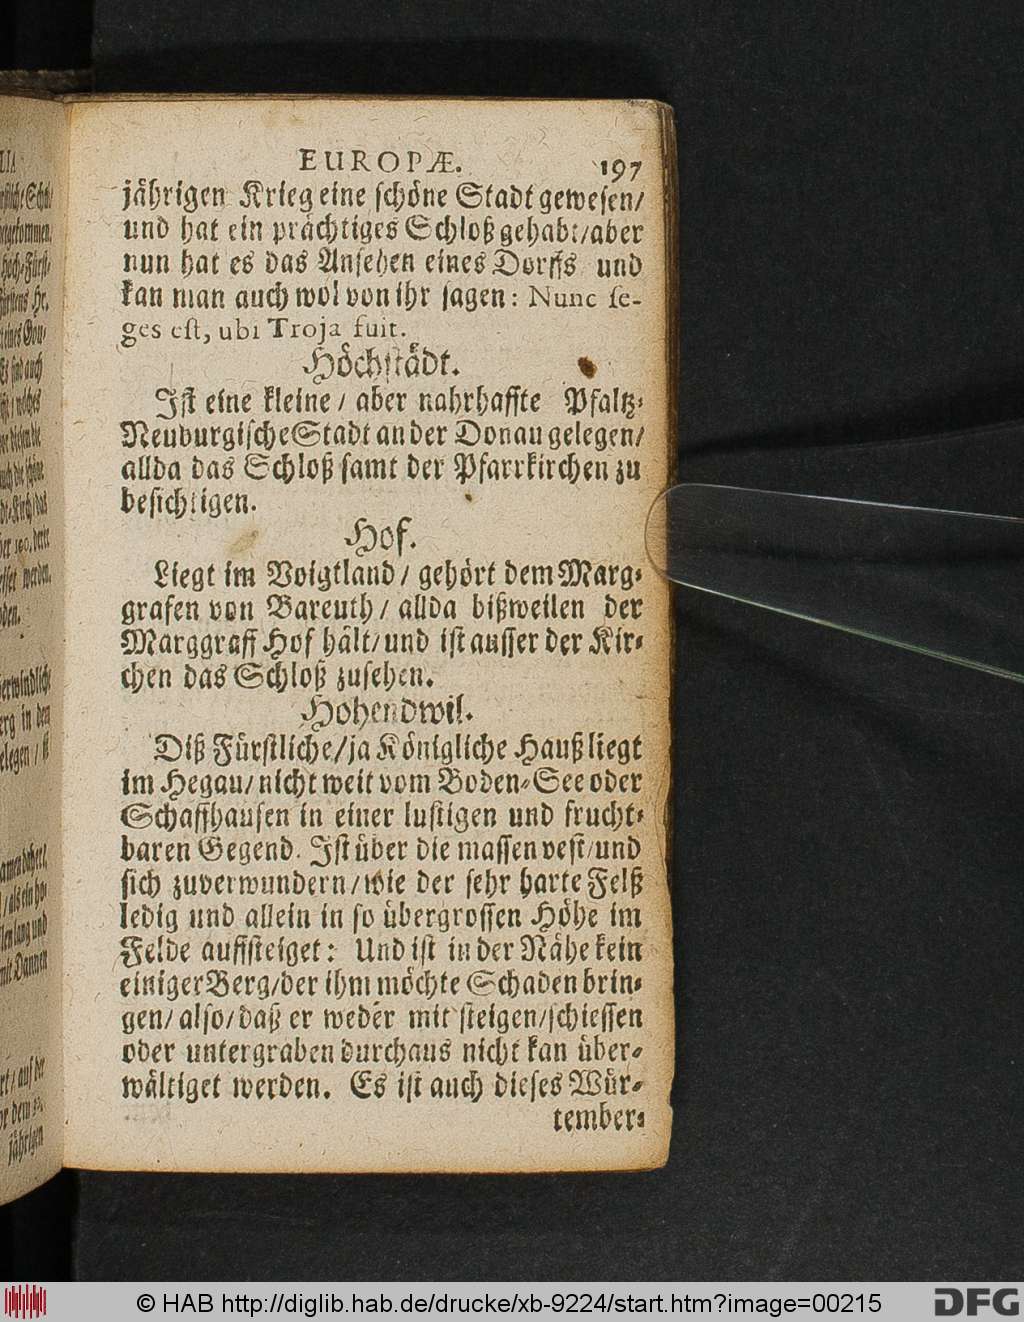 EUROPÆ. 197
jährigen Krieg eine schöne Stadt gewesen/
und hat ein prächtiges Schloß gehabt/aber
nun hat es das Ansehen eines Dorffs und
kan man auch wol von ihr sagen: Nunc se-
ges est, ubi Troja fuit.
Höchstädt.
Ist eine kleine / aber nahrhaffte Pfaltz-
Neuburgische Stadt an der Donau gelegen/
allda das Schloß samt der Pfarrkirchen zu
besichtigen.
Hof.
Liegt im Voigtland / gehört dem Marg-
grafen von Bareuth / allda bißweilen der
Marggraff Hof hält/ und ist ausser der Kir-
chen das Schloß zusehen.
Hohendwil.
Diß Fürstliche/ja Königliche Hauß liegt
im Hegau/ nicht weit vom Boden-See oder
Schaffhausen in einer lustigen und frucht-
baren Gegend. Ist über die massen vest/und
sich zuverwundern/wie der sehr harte Felß
ledig und allein in so übergrossen Höhe im
Felde auffsteiget: Und ist in der Nähe kein
einiger Berg/der ihm möchte Schaden brin-
gen/ also/ daß er weder mit steigen/schiessen
oder untergraben durchaus nicht kan über-
wältiget werden. Es ist auch dieses Wür-
tember-
jährigen
© HAB http://diglib.hab.de/drucke/xb-9224/start.htm?image=00215
DFG